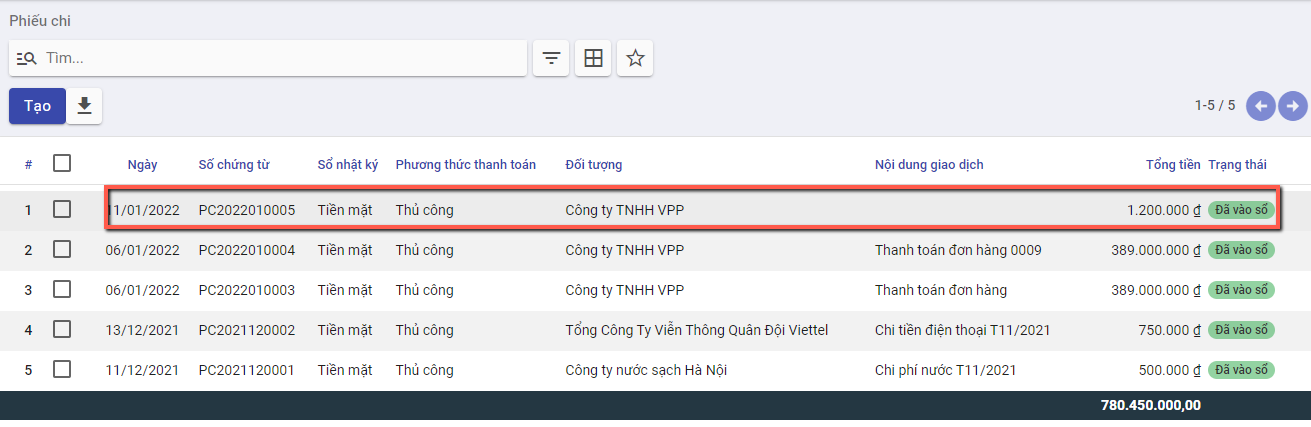 Phiếu chi
Tìm...
Tạo 1-5 / 5
# Ngày Số chứng từ Sổ nhật ký Phương thức thanh toán Đối tượng Nội dung giao dịch Tổng tiền Trạng thái
1 11/01/2022 PC2022010005 Tiền mặt Thủ công Công ty TNHH VPP 1.200.000 ₫ Đã vào sổ
2 06/01/2022 PC2022010004 Tiền mặt Thủ công Công ty TNHH VPP Thanh toán đơn hàng 0009 389.000.000 ₫ Đã vào sổ
3 06/01/2022 PC2022010003 Tiền mặt Thủ công Công ty TNHH VPP Thanh toán đơn hàng 389.000.000 ₫ Đã vào sổ
4 13/12/2021 PC2021120002 Tiền mặt Thủ công Tổng Công Ty Viễn Thông Quân Đội Viettel Chi tiền điện thoại T11/2021 750.000 ₫ Đã vào sổ
5 11/12/2021 PC2021120001 Tiền mặt Thủ công Công ty nước sạch Hà Nội Chi phí nước T11/2021 500.000 ₫ Đã vào sổ
780.450.000,00